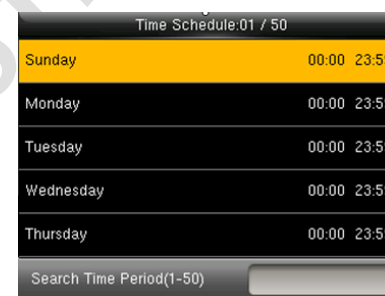 Time Schedule:01 / 50
Sunday 00:00 23:5
Monday 00:00 23:5
Tuesday 00:00 23:5
Wednesday 00:00 23:5
Thursday 00:00 23:5
Search Time Period(1-50)